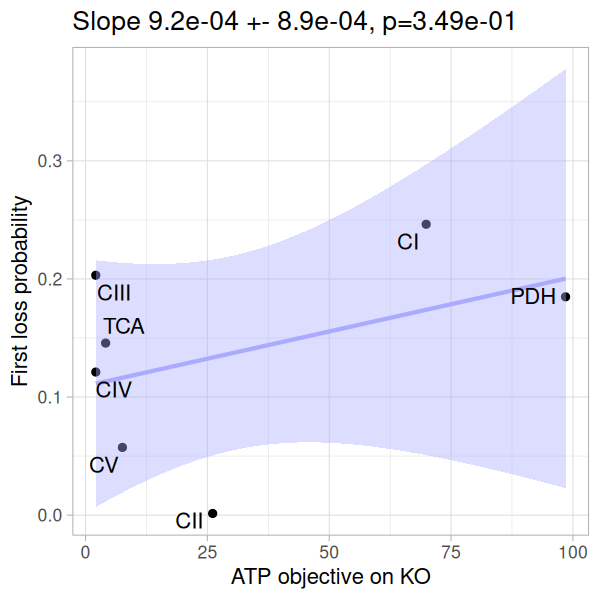 Slope 9.2e-04 +- 8.9e-04, p=3.49e-01
First loss probability
0.3
0.2
0.1
0.0
CI
CIII
PDH
TCA
CIV
CV
CII
0
25
50
75
100
ATP objective on KO